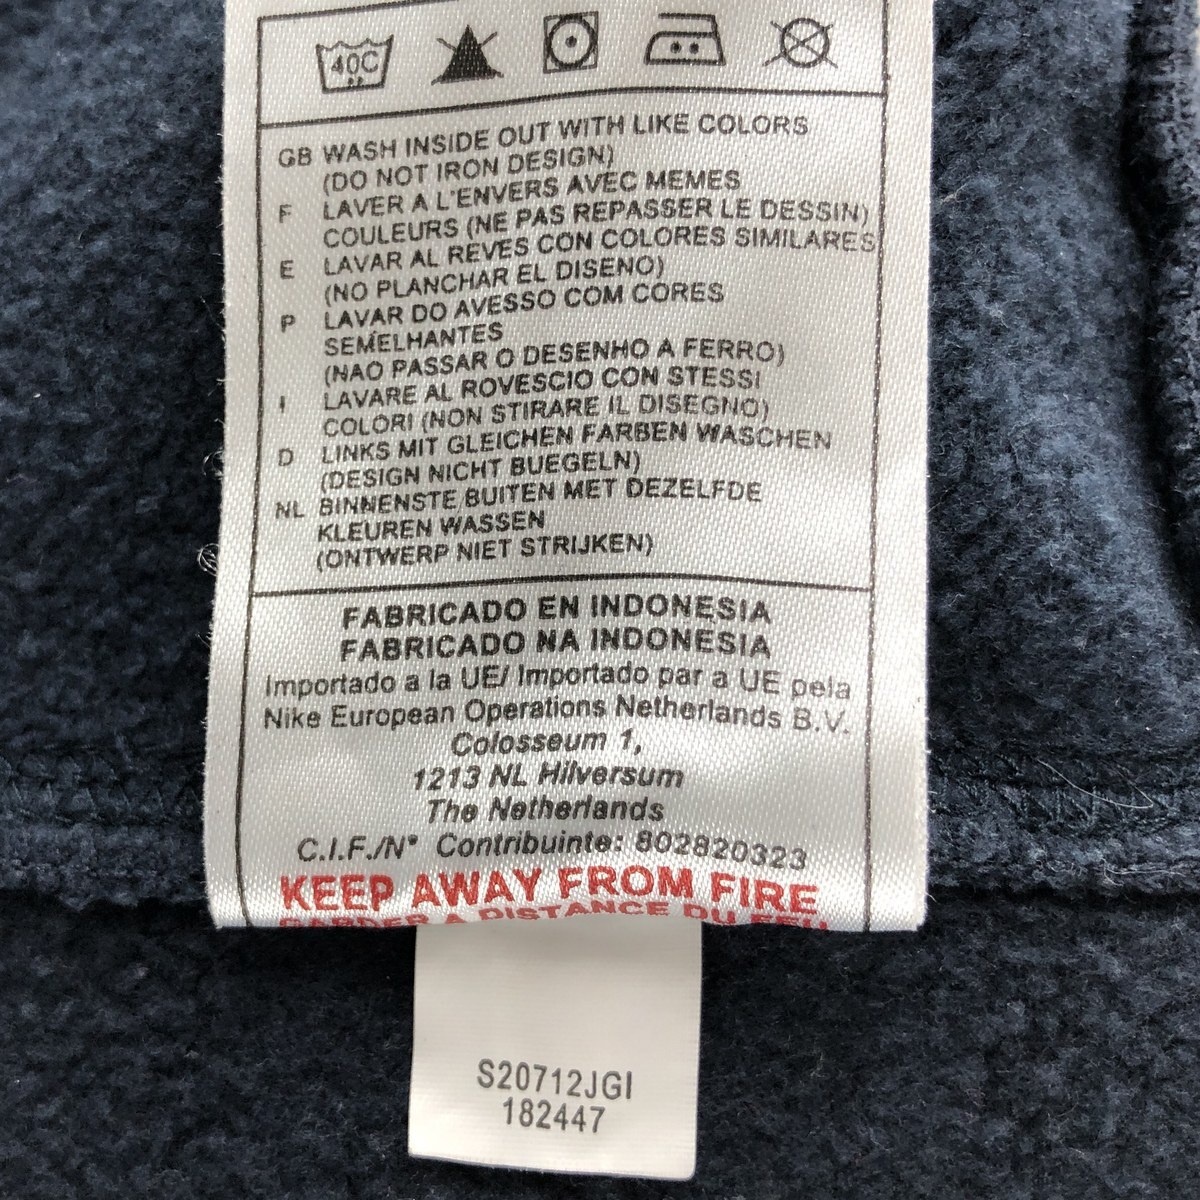 40C
GB WASH INSIDE OUT WITH LIKE COLORS
(DO NOT IRON DESIGN)
F LAVER A L'ENVERS AVEC MEMES
COULEURS (NE PAS REPASSER LE DESSIN)
E LAVAR AL REVES CON COLORES SIMILARES
(NO PLANCHAR EL DISENO)
P LAVAR DO AVESSO COM CORES
SEMELHANTES
(NAO PASSAR O DESENHO A FERRO)
I LAVARE AL ROVESCIO CON STESSI
COLORI (NON STIRARE IL DISEGNO)
D LINKS MIT GLEICHEN FARBEN WASCHEN
(DESIGN NICHT BUEGELN)
NL BINNENSTE BUITEN MET DEZELFDE
KLEUREN WASSEN
(ONTWERP NIET STRIJKEN)
FABRICADO EN INDONESIA
FABRICADO NA INDONESIA
Importado a la UE/ Importado par a UE pela
Nike European Operations Netherlands B.V.
Colosseum 1,
1213 NL Hilversum
The Netherlands
C.I.F./N° Contribuinte: 802820323
KEEP AWAY FROM FIRE
GARDER A DISTANCE DU FEU
S20712JGI
182447